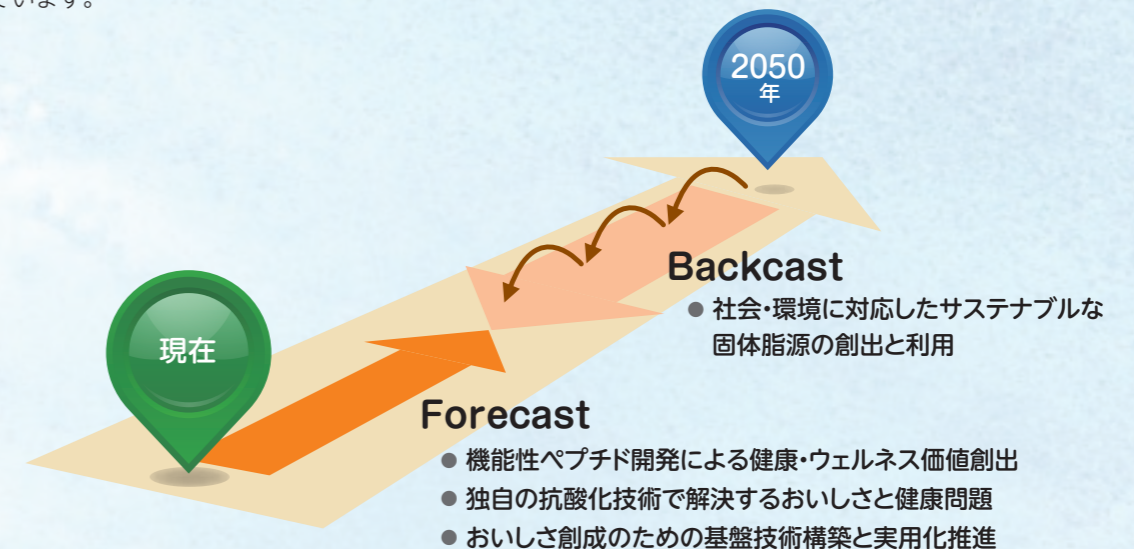 います。
2050
年
現在
Backcast
● 社会・環境に対応したサステナブルな
固体脂源の創出と利用
Forecast
● 機能性ペプチド開発による健康・ウェルネス価値創出
● 独自の抗酸化技術で解決するおいしさと健康問題
● おいしさ創成のための基盤技術構築と実用化推進